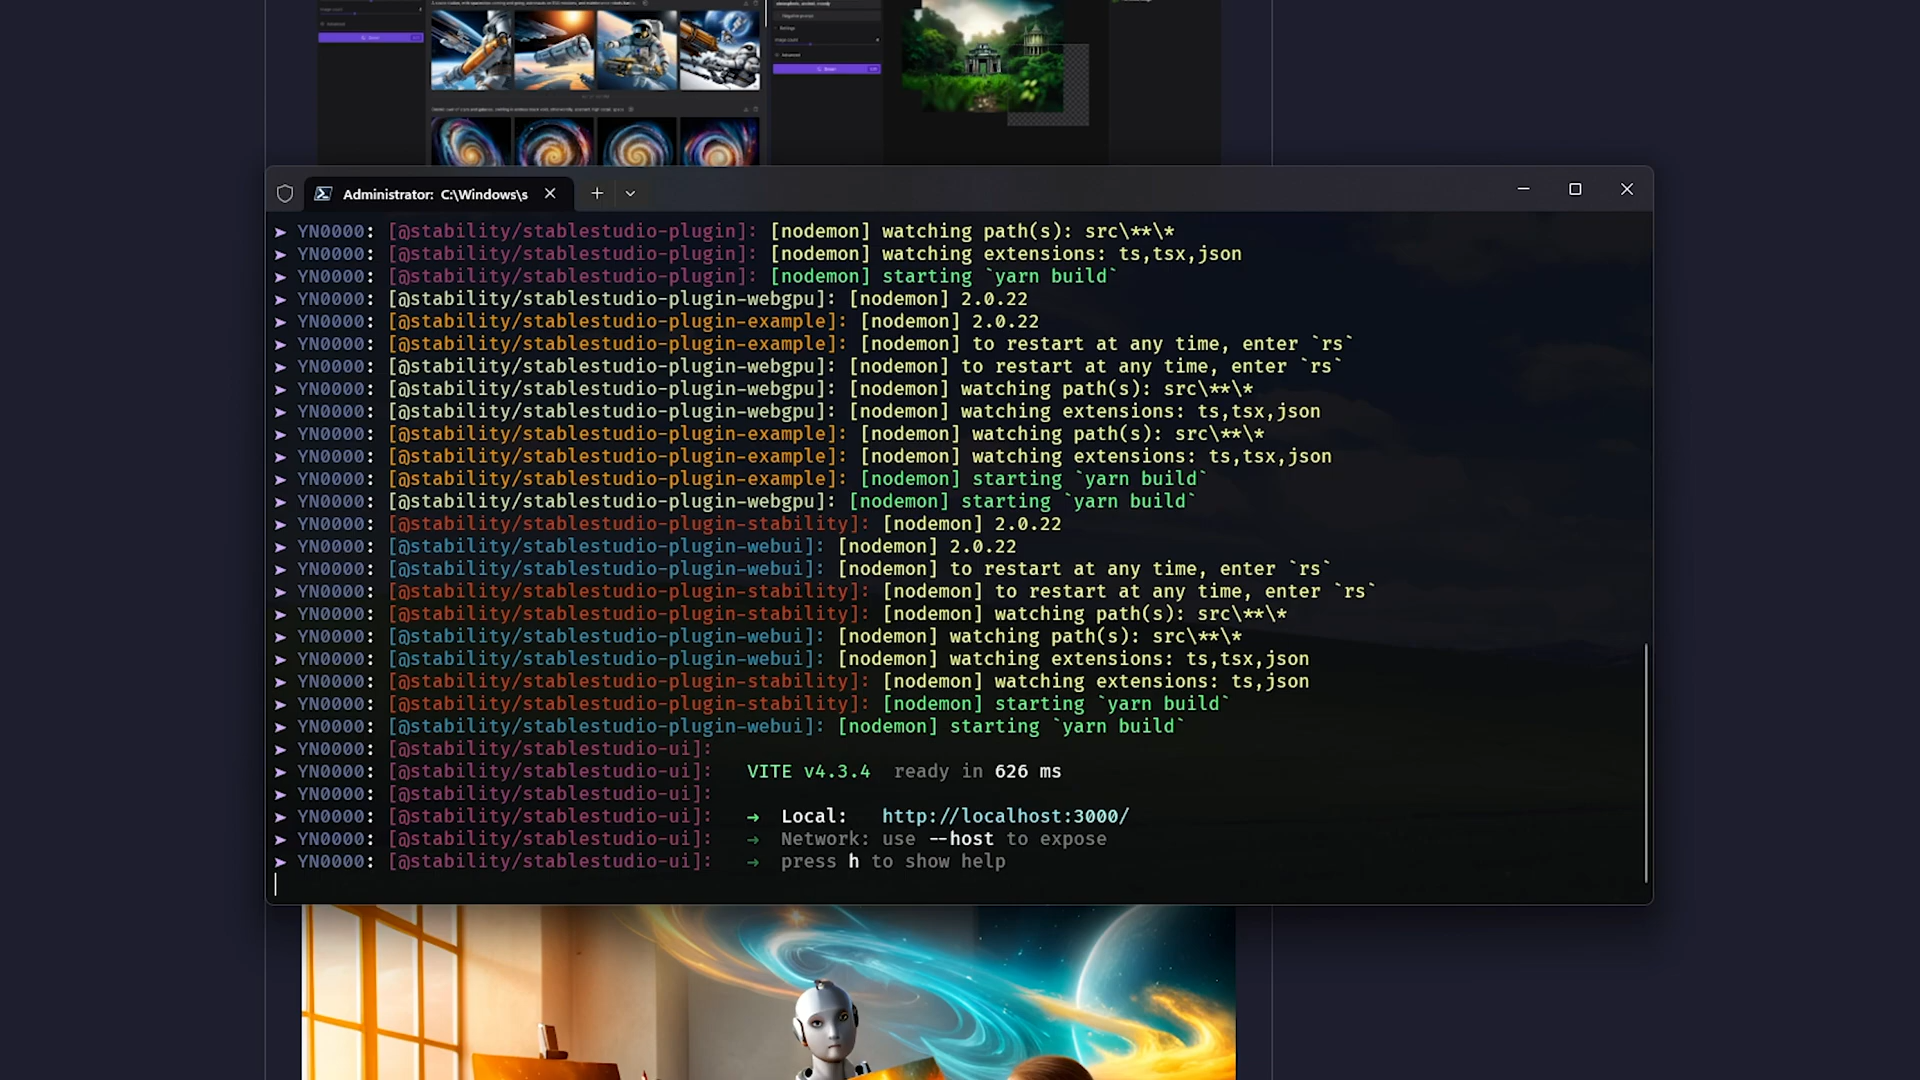 Advanced
Settings
Image count
Advanced
Administrator: C:\Windows\s
➤ YN0000: [@stability/stablestudio-plugin]: [nodemon] watching path(s): src\**\*
➤ YN0000: [@stability/stablestudio-plugin]: [nodemon] watching extensions: ts,tsx,json
➤ YN0000: [@stability/stablestudio-plugin]: [nodemon] starting `yarn build`
➤ YN0000: [@stability/stablestudio-plugin-webgpu]: [nodemon] 2.0.22
➤ YN0000: [@stability/stablestudio-plugin-example]: [nodemon] 2.0.22
➤ YN0000: [@stability/stablestudio-plugin-example]: [nodemon] to restart at any time, enter `rs`
➤ YN0000: [@stability/stablestudio-plugin-webgpu]: [nodemon] to restart at any time, enter `rs`
➤ YN0000: [@stability/stablestudio-plugin-webgpu]: [nodemon] watching path(s): src\**\*
➤ YN0000: [@stability/stablestudio-plugin-webgpu]: [nodemon] watching extensions: ts,tsx,json
➤ YN0000: [@stability/stablestudio-plugin-example]: [nodemon] watching path(s): src\**\*
➤ YN0000: [@stability/stablestudio-plugin-example]: [nodemon] watching extensions: ts,tsx,json
➤ YN0000: [@stability/stablestudio-plugin-example]: [nodemon] starting `yarn build`
➤ YN0000: [@stability/stablestudio-plugin-webgpu]: [nodemon] starting `yarn build`
➤ YN0000: [@stability/stablestudio-plugin-stability]: [nodemon] 2.0.22
➤ YN0000: [@stability/stablestudio-plugin-webui]: [nodemon] 2.0.22
➤ YN0000: [@stability/stablestudio-plugin-webui]: [nodemon] to restart at any time, enter `rs`
➤ YN0000: [@stability/stablestudio-plugin-stability]: [nodemon] to restart at any time, enter `rs`
➤ YN0000: [@stability/stablestudio-plugin-stability]: [nodemon] watching path(s): src\**\*
➤ YN0000: [@stability/stablestudio-plugin-webui]: [nodemon] watching path(s): src\**\*
➤ YN0000: [@stability/stablestudio-plugin-webui]: [nodemon] watching extensions: ts,tsx,json
➤ YN0000: [@stability/stablestudio-plugin-stability]: [nodemon] watching extensions: ts,json
➤ YN0000: [@stability/stablestudio-plugin-stability]: [nodemon] starting `yarn build`
➤ YN0000: [@stability/stablestudio-plugin-webui]: [nodemon] starting `yarn build`
➤ YN0000: [@stability/stablestudio-ui]:
➤ YN0000: [@stability/stablestudio-ui]: VITE v4.3.4 ready in 626 ms
➤ YN0000: [@stability/stablestudio-ui]:
➤ YN0000: [@stability/stablestudio-ui]: → Local: http://localhost:3000/
➤ YN0000: [@stability/stablestudio-ui]: → Network: use --host to expose
➤ YN0000: [@stability/stablestudio-ui]: → press h to show help